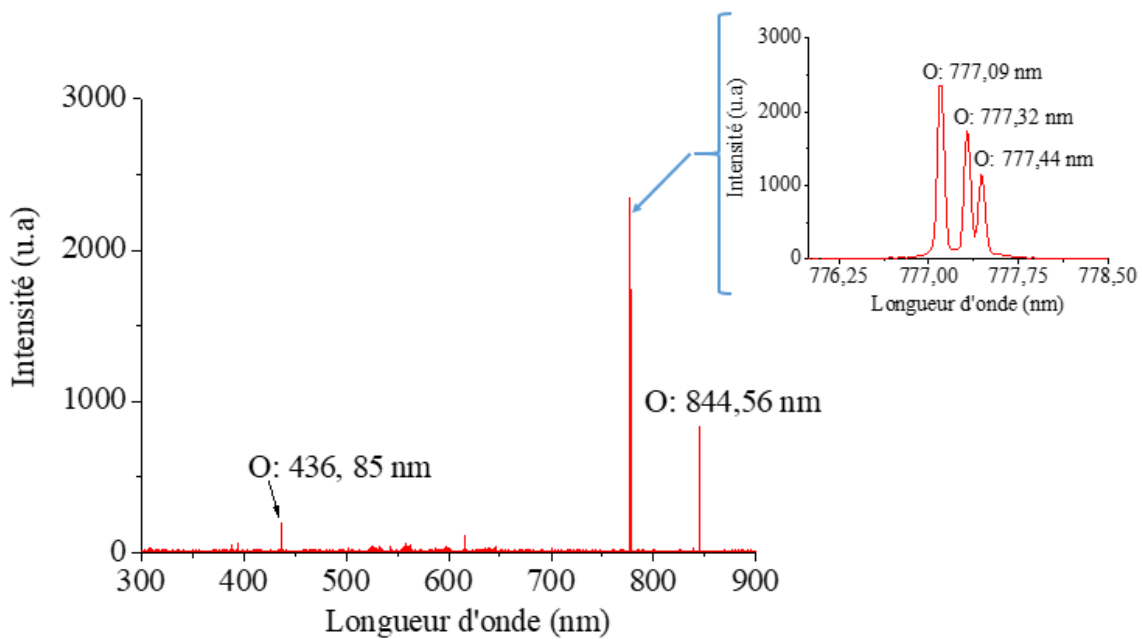 3000
2000
1000
0
300
400
500
600
700
800
900
Intensité (u.a)
Longueur d'onde (nm)
O: 436, 85 nm
O: 844,56 nm
3000
2000
1000
0
776,25
777,00
777,75
778,50
Intensité (u.a)
Longueur d'onde (nm)
O: 777,09 nm
O: 777,32 nm
O: 777,44 nm